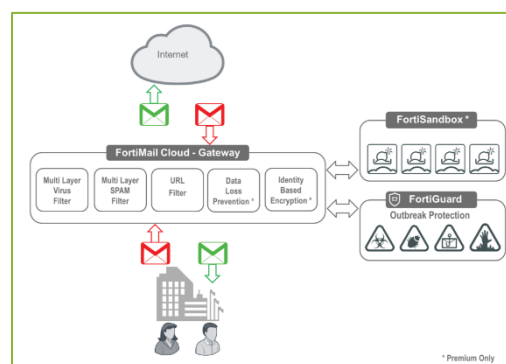 Internet
FortiMail Cloud - Gateway
Multi Layer
Virus
Filter
Multi Layer
SPAM
Filter
URL
Filter
Data
Loss
Prevention *
Identity
Based
Encryption *
FortiSandbox *
FortiGuard
Outbreak Protection
* Premium Only